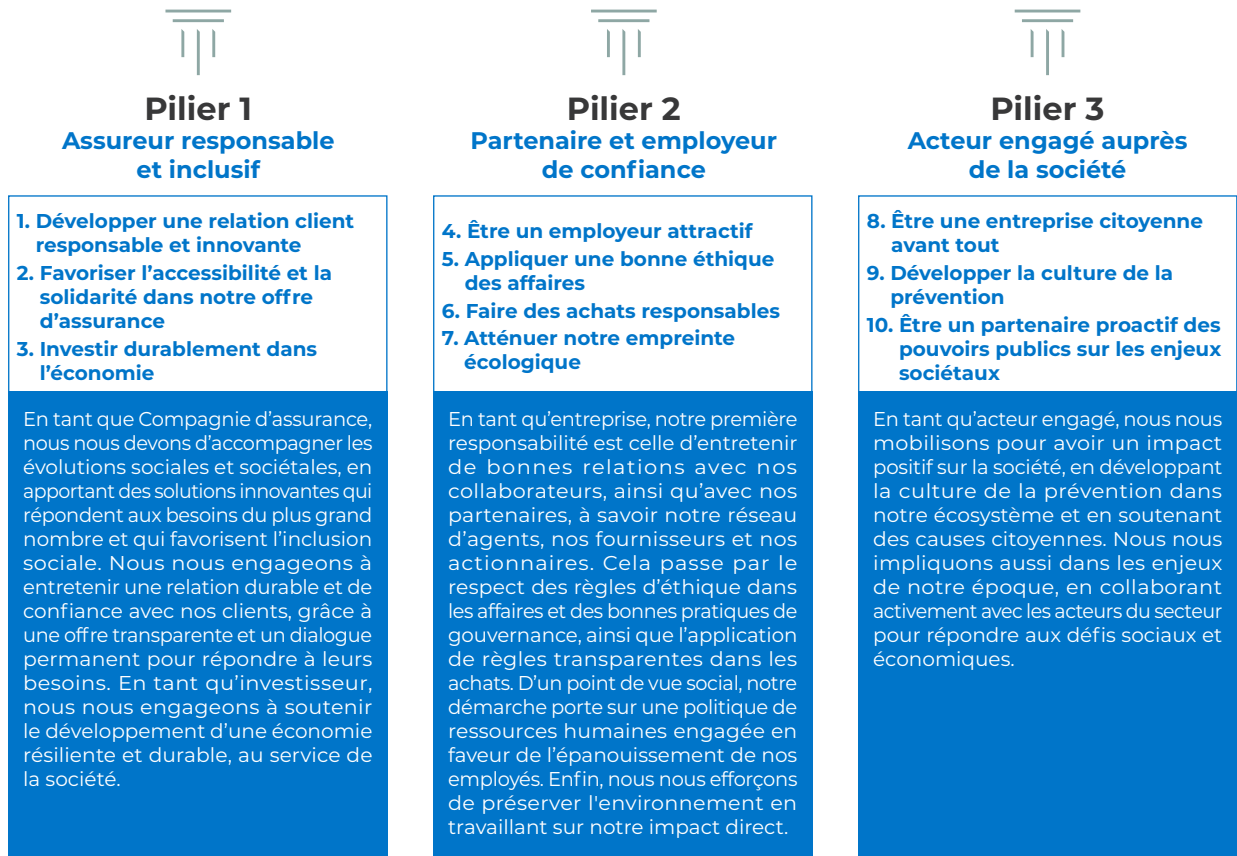 Pilier 1
Assureur responsable
et inclusif
1. Développer une relation client
responsable et innovante
2. Favoriser l’accessibilité et la
solidarité dans notre offre
d’assurance
3. Investir durablement dans
l’économie
En tant que Compagnie d’assurance,
nous nous devons d’accompagner les
évolutions sociales et sociétales, en
apportant des solutions innovantes qui
répondent aux besoins du plus grand
nombre et qui favorisent l’inclusion
sociale. Nous nous engageons à
entretenir une relation durable et de
confiance avec nos clients, grâce à
une offre transparente et un dialogue
permanent pour répondre à leurs
besoins. En tant qu’investisseur,
nous nous engageons à soutenir
le développement d’une économie
résiliente et durable, au service de
la société.
Pilier 2
Partenaire et employeur
de confiance
4. Être un employeur attractif
5. Appliquer une bonne éthique
des affaires
6. Faire des achats responsables
7. Atténuer notre empreinte
écologique
En tant qu’entreprise, notre première
responsabilité est celle d’entretenir
de bonnes relations avec nos
collaborateurs, ainsi qu’avec nos
partenaires, à savoir notre réseau
d’agents, nos fournisseurs et nos
actionnaires. Cela passe par le
respect des règles d’éthique dans
les affaires et des bonnes pratiques de
gouvernance, ainsi que l’application
de règles transparentes dans les
achats. D’un point de vue social, notre
démarche porte sur une politique de
ressources humaines engagée en
faveur de l’épanouissement de nos
employés. Enfin, nous nous efforçons
de préserver l'environnement en
travaillant sur notre impact direct.
Pilier 3
Acteur engagé auprès
de la société
8. Être une entreprise citoyenne
avant tout
9. Développer la culture de la
prévention
10. Être un partenaire proactif des
pouvoirs publics sur les enjeux
sociétaux
En tant qu’acteur engagé, nous nous
mobilisons pour avoir un impact
positif sur la société, en développant
la culture de la prévention dans
notre écosystème et en soutenant
des causes citoyennes. Nous nous
impliquons aussi dans les enjeux
de notre époque, en collaborant
activement avec les acteurs du secteur
pour répondre aux défis sociaux et
économiques.